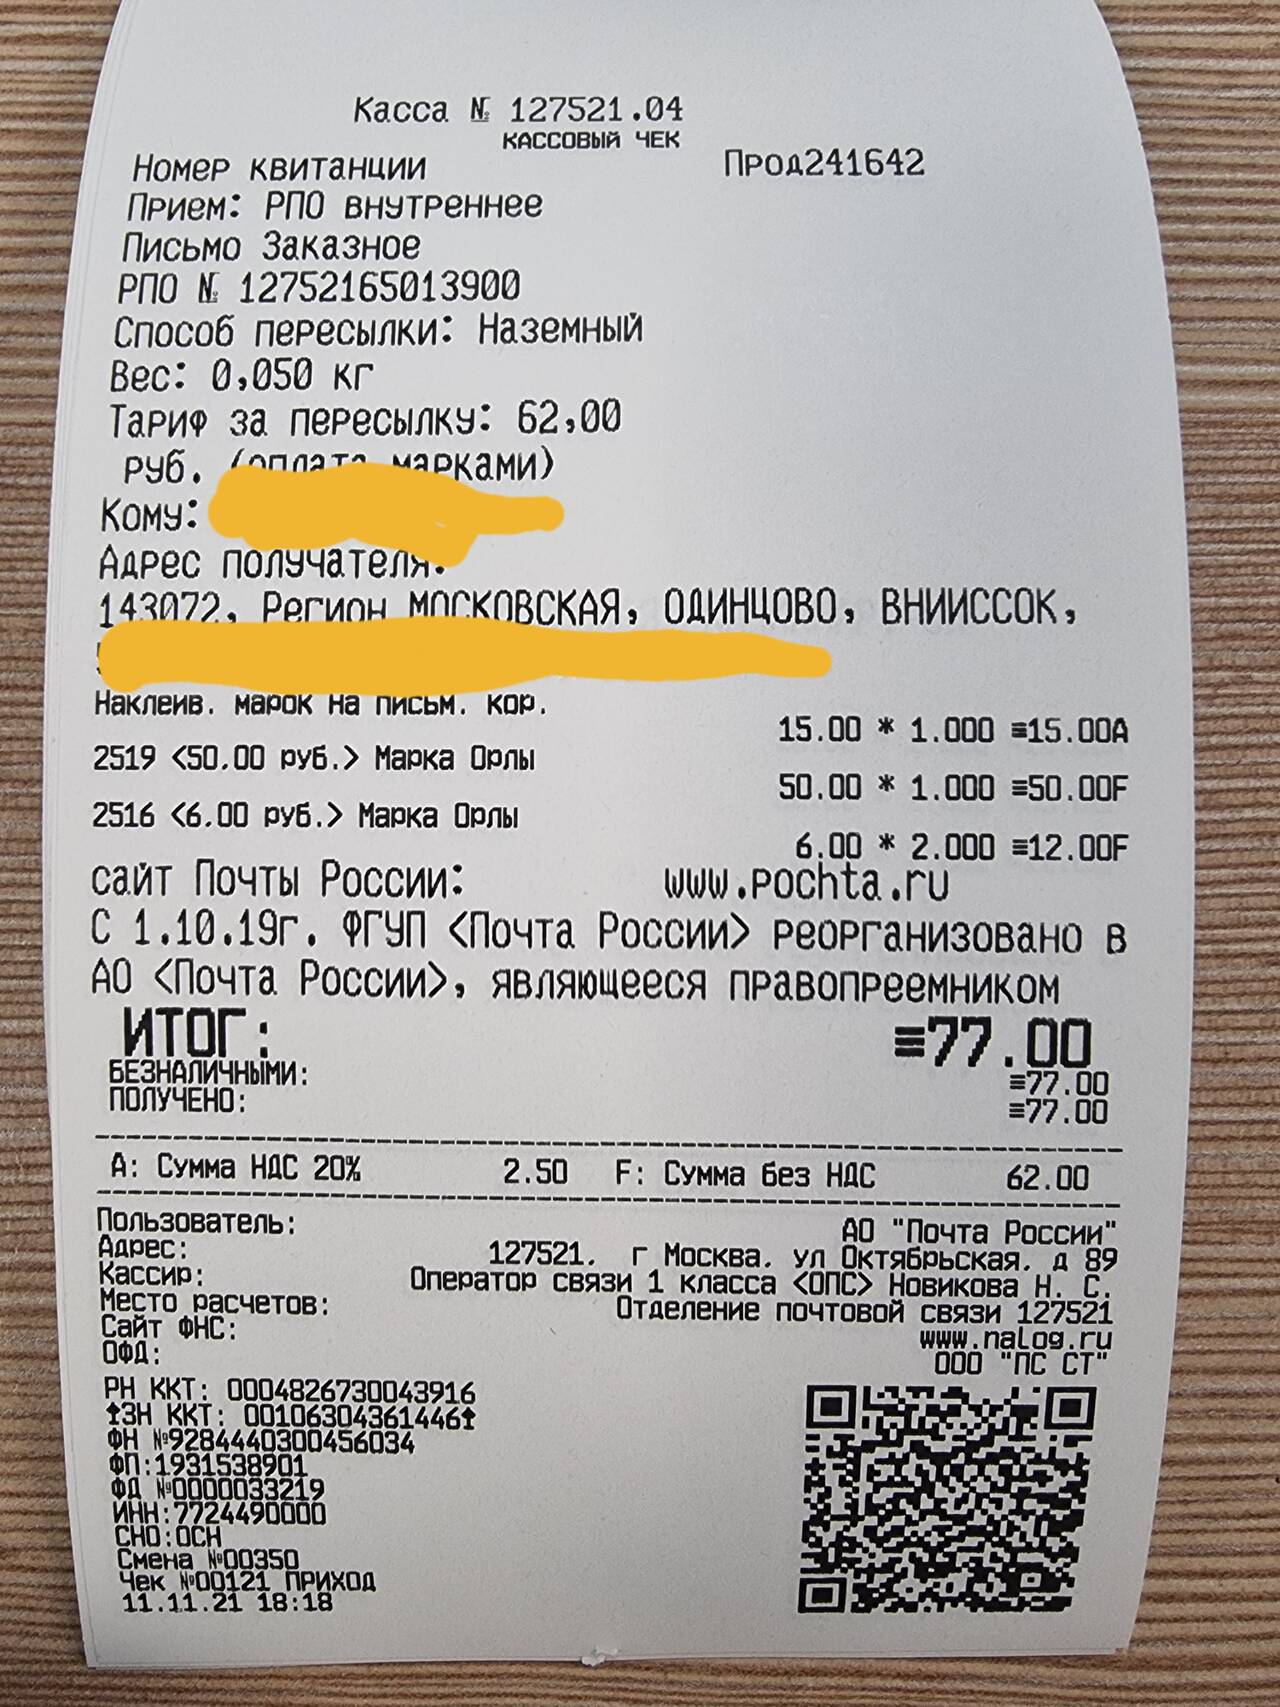 Касса № 127521.04
КАССОВЫЙ ЧЕК
Номер квитанции Прод241642
Прием: РПО внутреннее
Письмо Заказное
РПО № 12752165013900
Способ пересылки: Наземный
Вес: 0,050 кг
Тариф за пересылку: 62,00
руб. (оплата марками)
Кому:
Адрес получателя:
143072, Регион МОСКОВСКАЯ, ОДИНЦОВО, ВНИИССОК,
Наклеив. марок на письм. кор.
15.00 * 1.000 ≡15.00А
2519 <50.00 руб.> Марка Орлы
50.00 * 1.000 ≡50.00F
2516 <6.00 руб.> Марка Орлы
6.00 * 2.000 ≡12.00F
сайт Почты России: www.pochta.ru
С 1.10.19г. ФГУП <Почта России> реорганизовано в
АО <Почта России>, являющееся правопреемником
ИТОГ: ≡77.00
БЕЗНАЛИЧНЫМИ: ≡77.00
ПОЛУЧЕНО: ≡77.00
А: Сумма НДС 20% 2.50 F: Сумма без НДС 62.00
Пользователь: АО "Почта России"
Адрес: 127521, г Москва, ул Октябрьская, д 89
Кассир: Оператор связи 1 класса <ОПС> Новикова Н. С.
Место расчетов: Отделение почтовой связи 127521
Сайт ФНС: www.nalog.ru
ОФД: ООО "ПС СТ"
РН ККТ: 0004826730043916
ЗН ККТ: 00106304361446
ФН №9284440300456034
ФП:1931538901
ФД №0000033219
ИНН:7724490000
СНО:ОСН
Смена №00350
Чек №00121 ПРИХОД
11.11.21 18:18